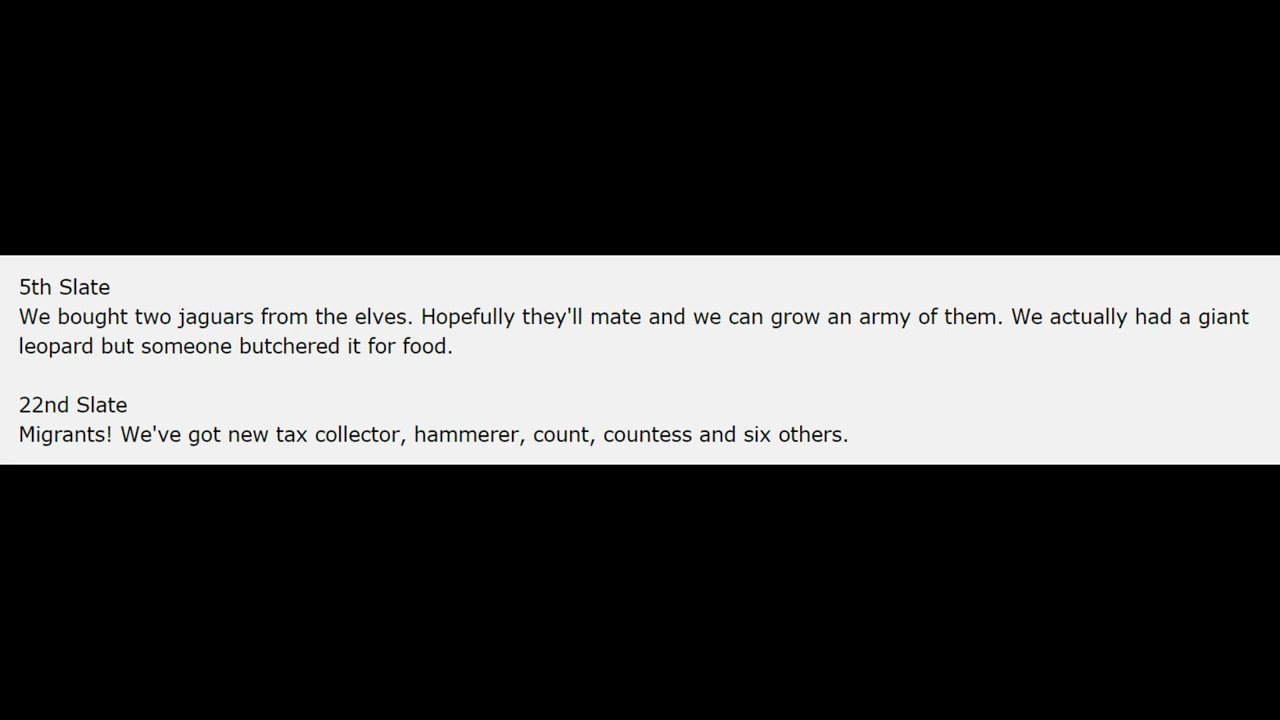 5th Slate
We bought two jaguars from the elves. Hopefully they'll mate and we can grow an army of them. We actually had a giant
leopard but someone butchered it for food.
22nd Slate
Migrants! We've got new tax collector, hammerer, count, countess and six others.